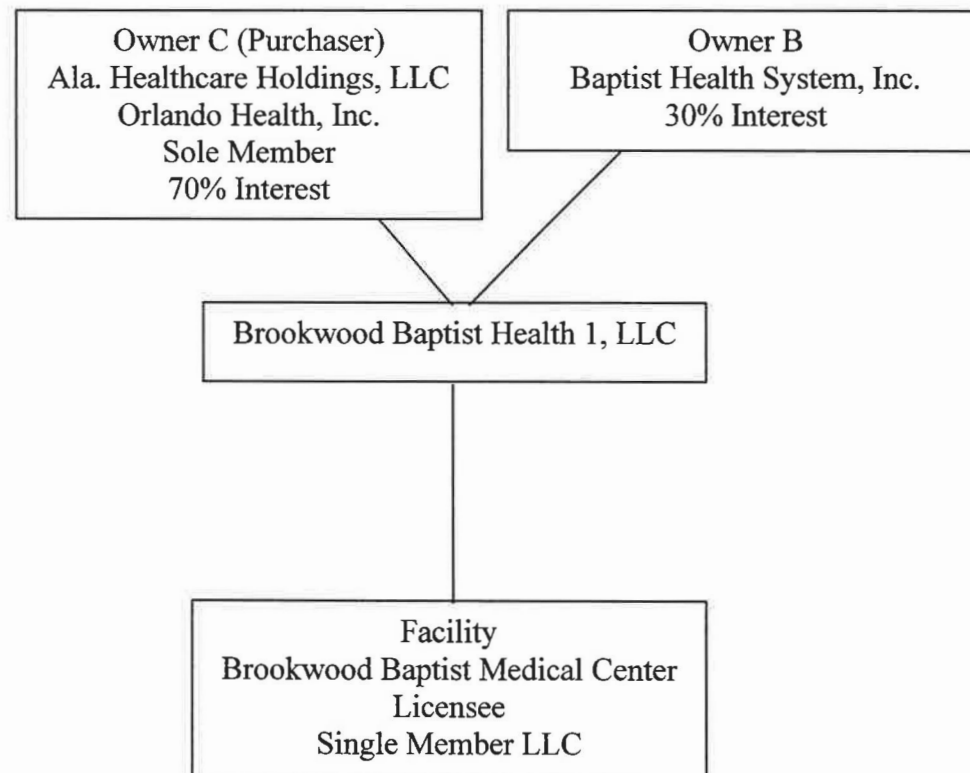 Owner C (Purchaser)
Ala. Healthcare Holdings, LLC
Orlando Health, Inc.
Sole Member
70% Interest
Owner B
Baptist Health System, Inc.
30% Interest
Brookwood Baptist Health 1, LLC
Facility
Brookwood Baptist Medical Center
Licensee
Single Member LLC